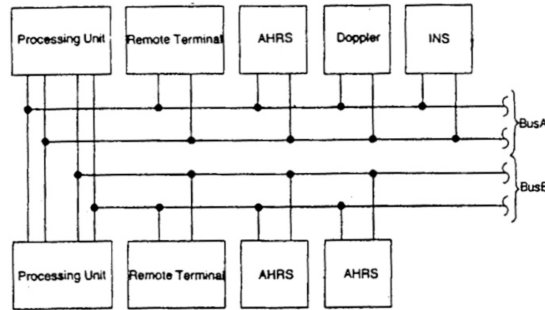 Processing Unit
Remote Terminal
AHRS
Doppler
INS
BusA
BusB
Processing Unit
Remote Terminal
AHRS
AHRS